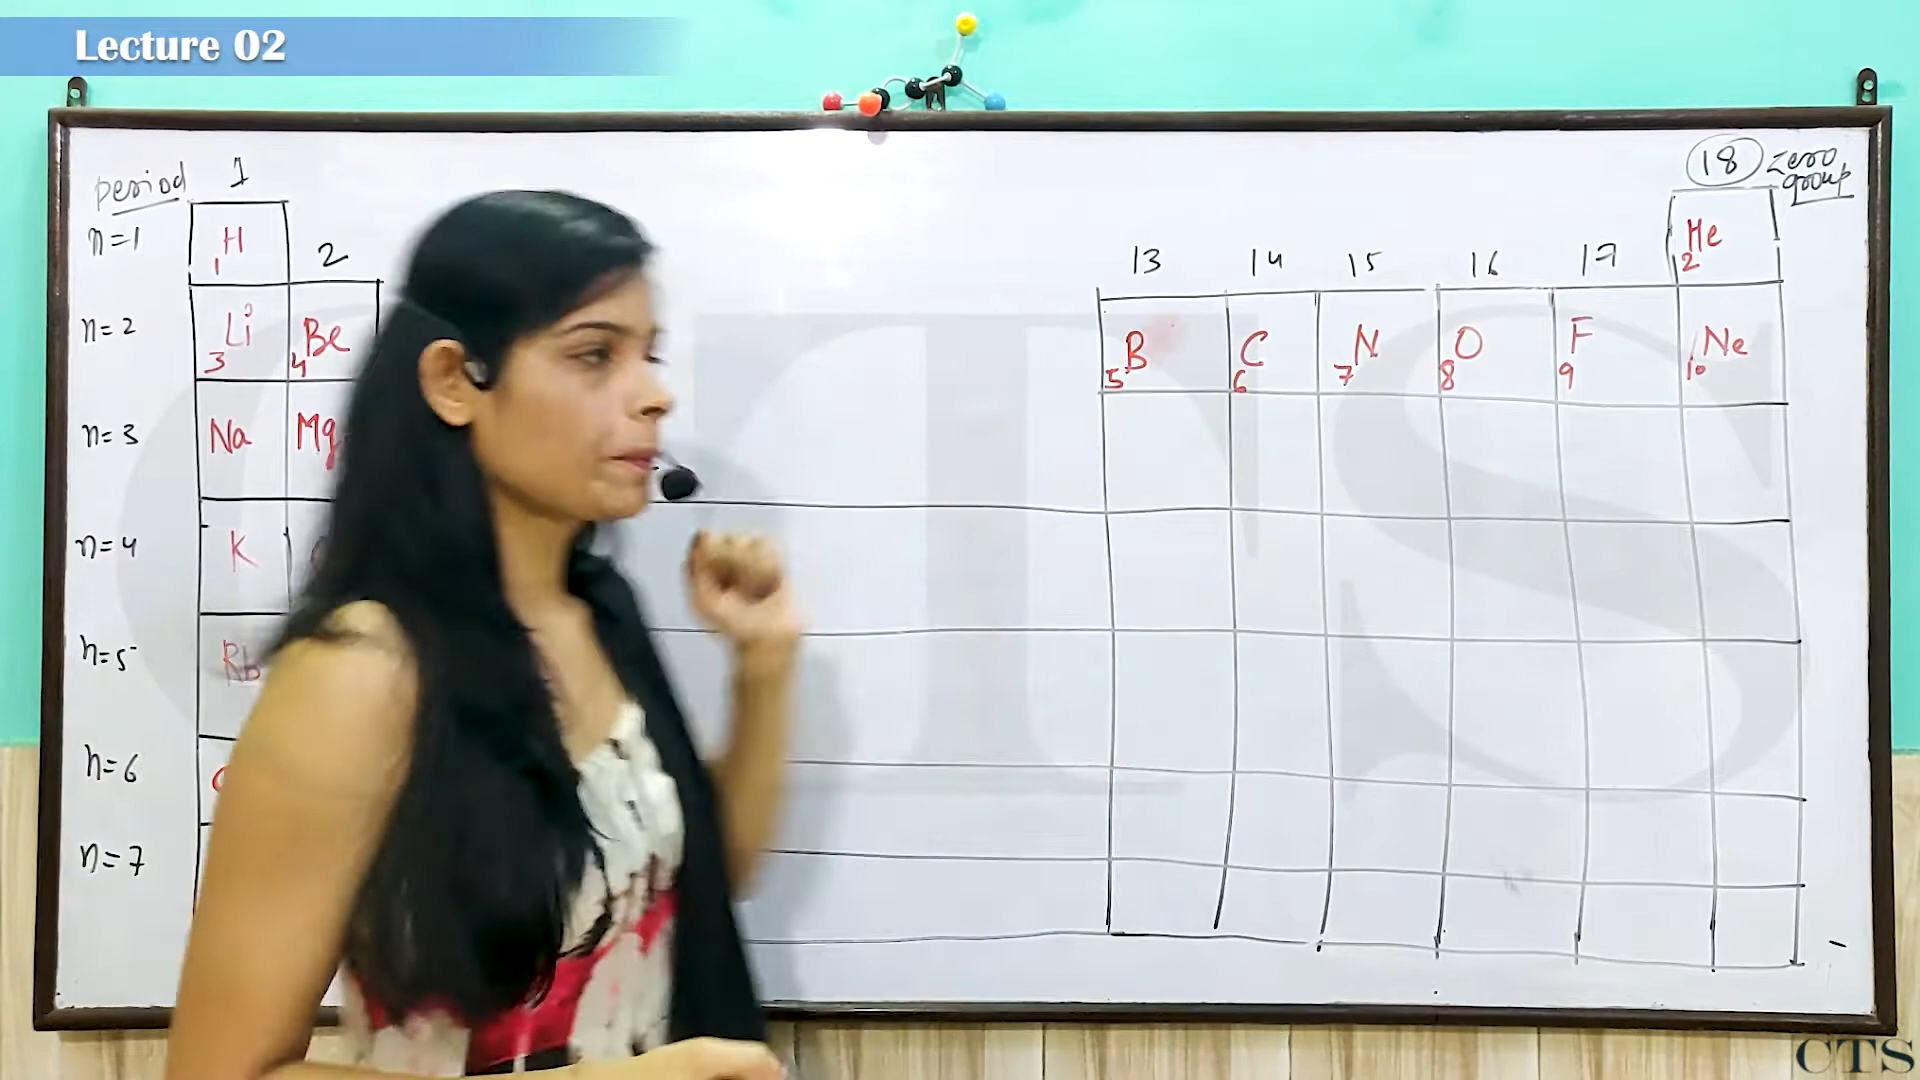 Lecture 02
period 1 18 Zero group
n=1 H 1 He 2
2 13 14 15 16 17
n=2 Li 3 Be 4 B 5 C 6 N 7 O 8 F 9 Ne 10
n=3 Na Mg
n=4 K
n=5 Rb
n=6
n=7
CTS
CTS